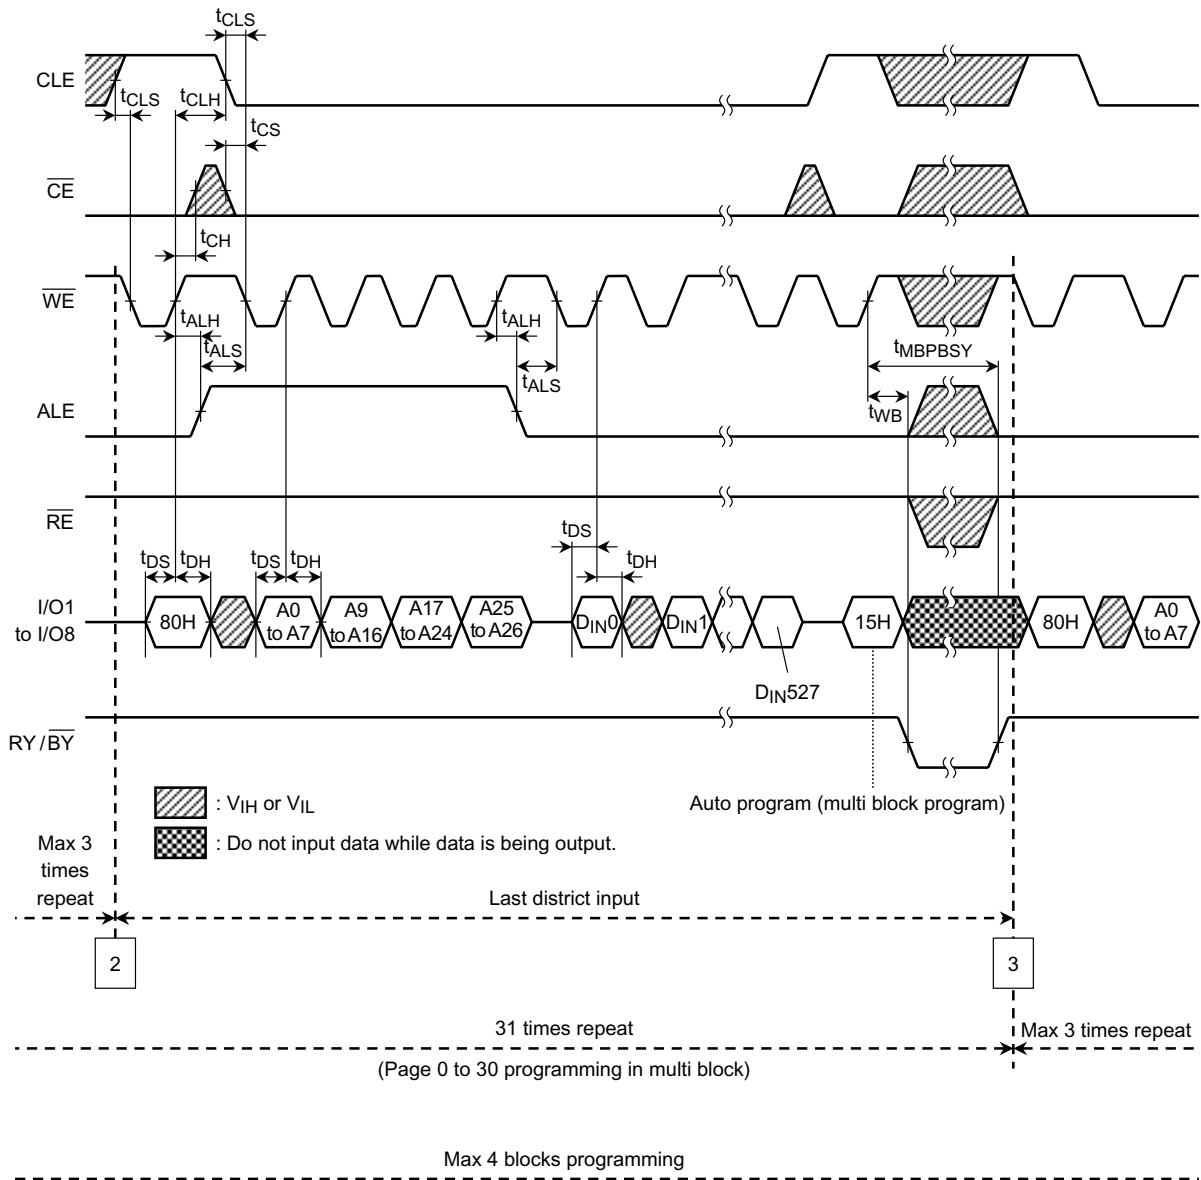 tCLS
CLE
tCLS
tCLH
tCS
CE
tCH
WE
tALH
tALH
tALS
tMBPBSY
tALS
ALE
tWB
RE
tDS
tDS
tDH
tDS
tDH
tDH
I/O1
to I/O8
80H
A0
to A7
A9
to A16
A17
to A24
A25
to A26
DIN0
DIN1
15H
80H
A0
to A7
DIN527
RY/BY
: VIH or VIL
Auto program (multi block program)
: Do not input data while data is being output.
Max 3
times
repeat
Last district input
2
3
31 times repeat
Max 3 times repeat
(Page 0 to 30 programming in multi block)
Max 4 blocks programming